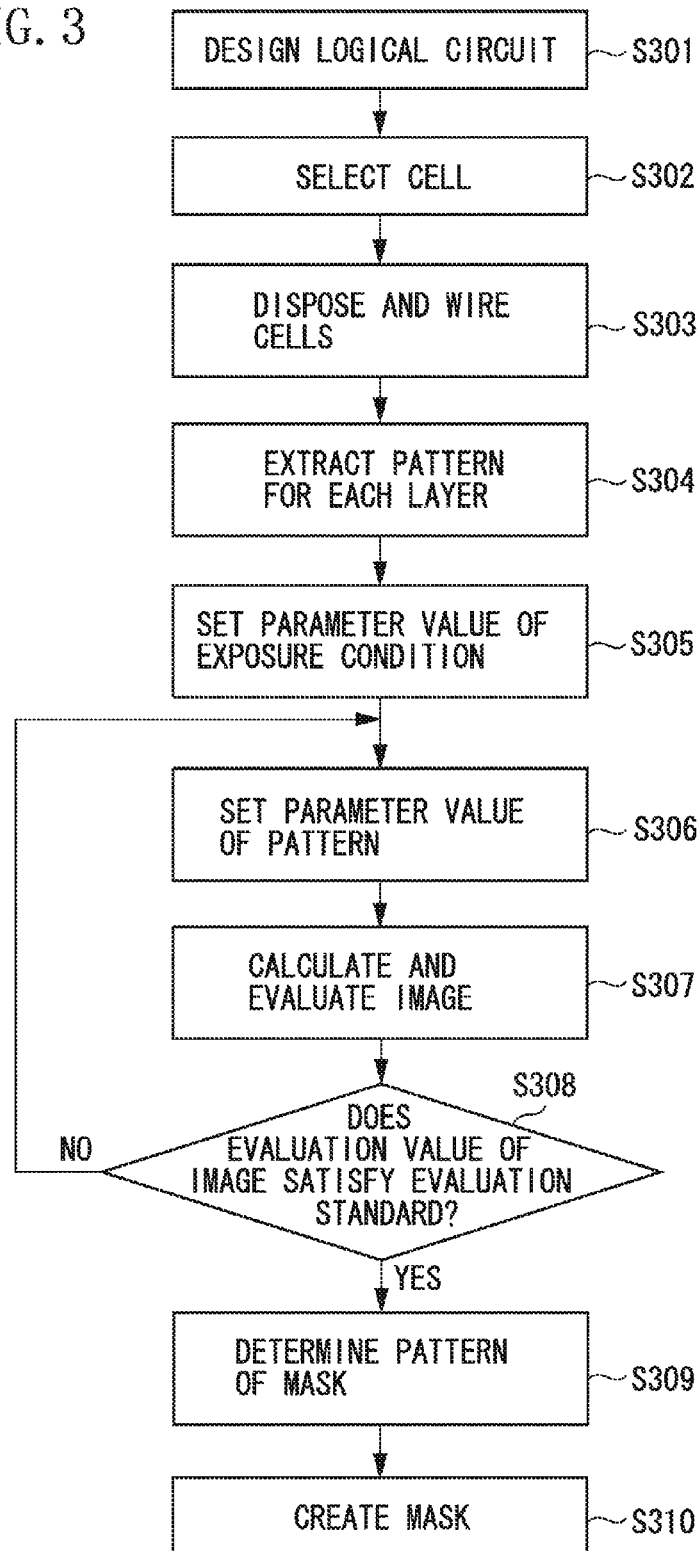 IG. 3
DESIGN LOGICAL CIRCUIT
S301
SELECT CELL
S302
DISPOSE AND WIRE
CELLS
S303
EXTRACT PATTERN
FOR EACH LAYER
S304
SET PARAMETER VALUE OF
EXPOSURE CONDITION
S305
SET PARAMETER VALUE
OF PATTERN
S306
CALCULATE AND
EVALUATE IMAGE
S307
S308
DOES
EVALUATION VALUE OF
IMAGE SATISFY EVALUATION
STANDARD?
NO
YES
DETERMINE PATTERN
OF MASK
S309
CREATE MASK
S310